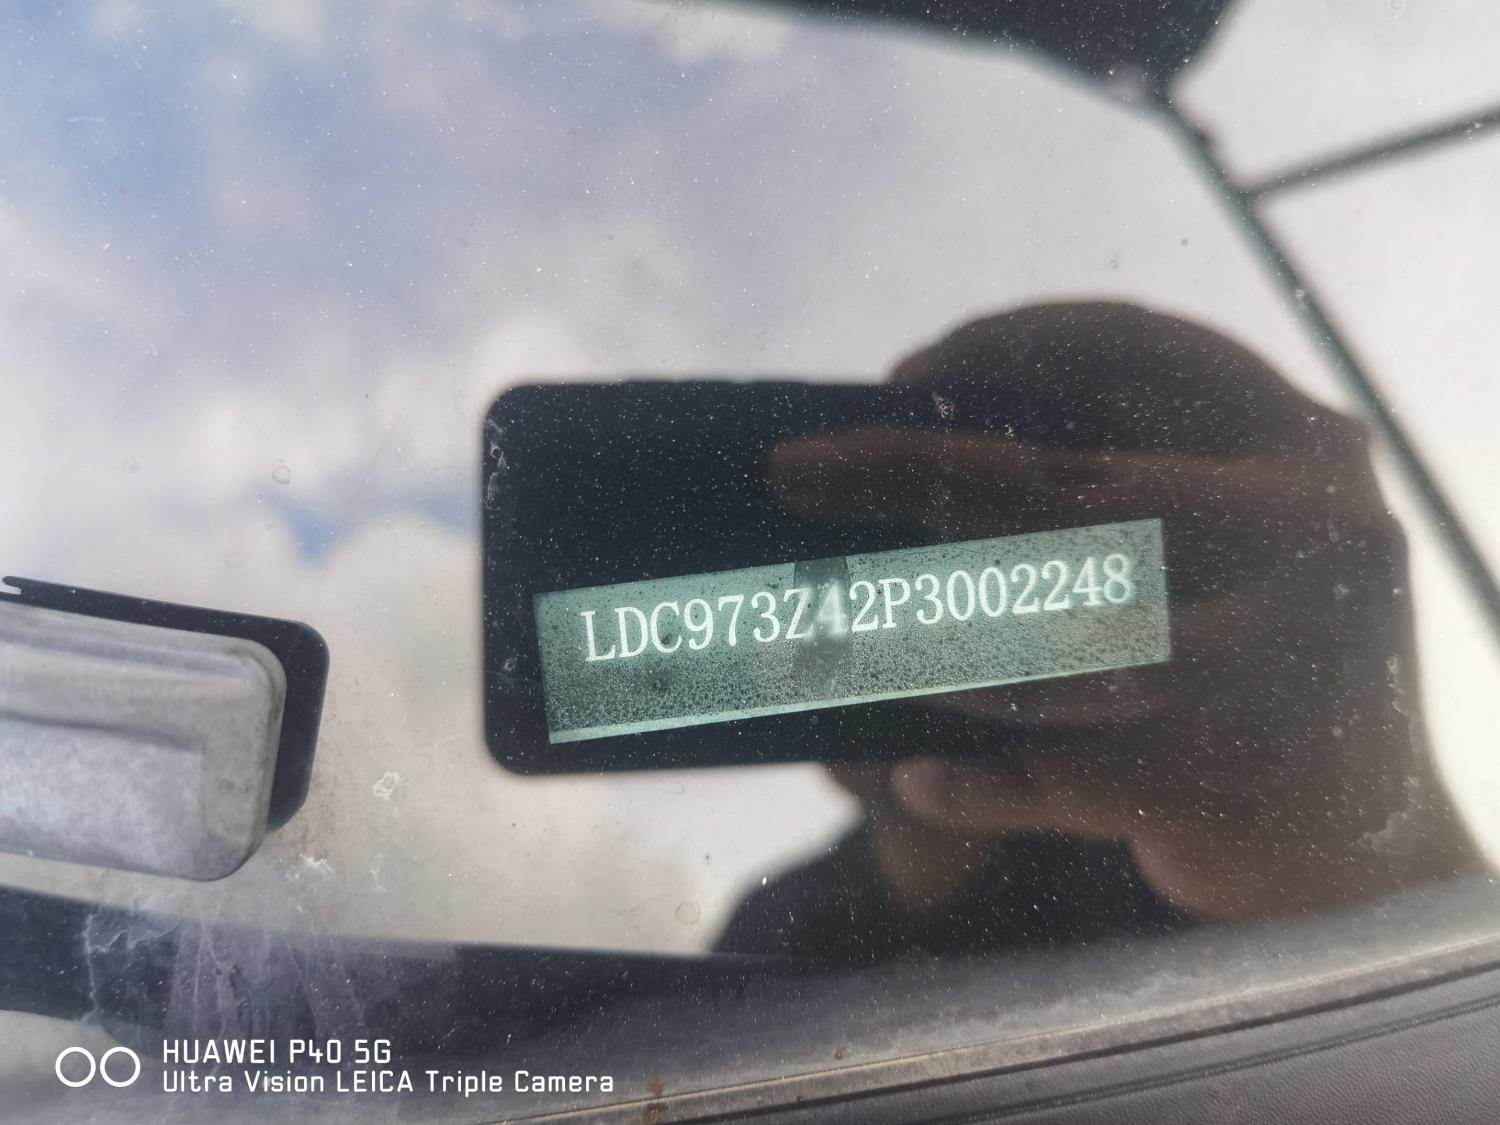 LDC973Z42P3002248
HUAWEI P40 5G
Ultra Vision LEICA Triple Camera